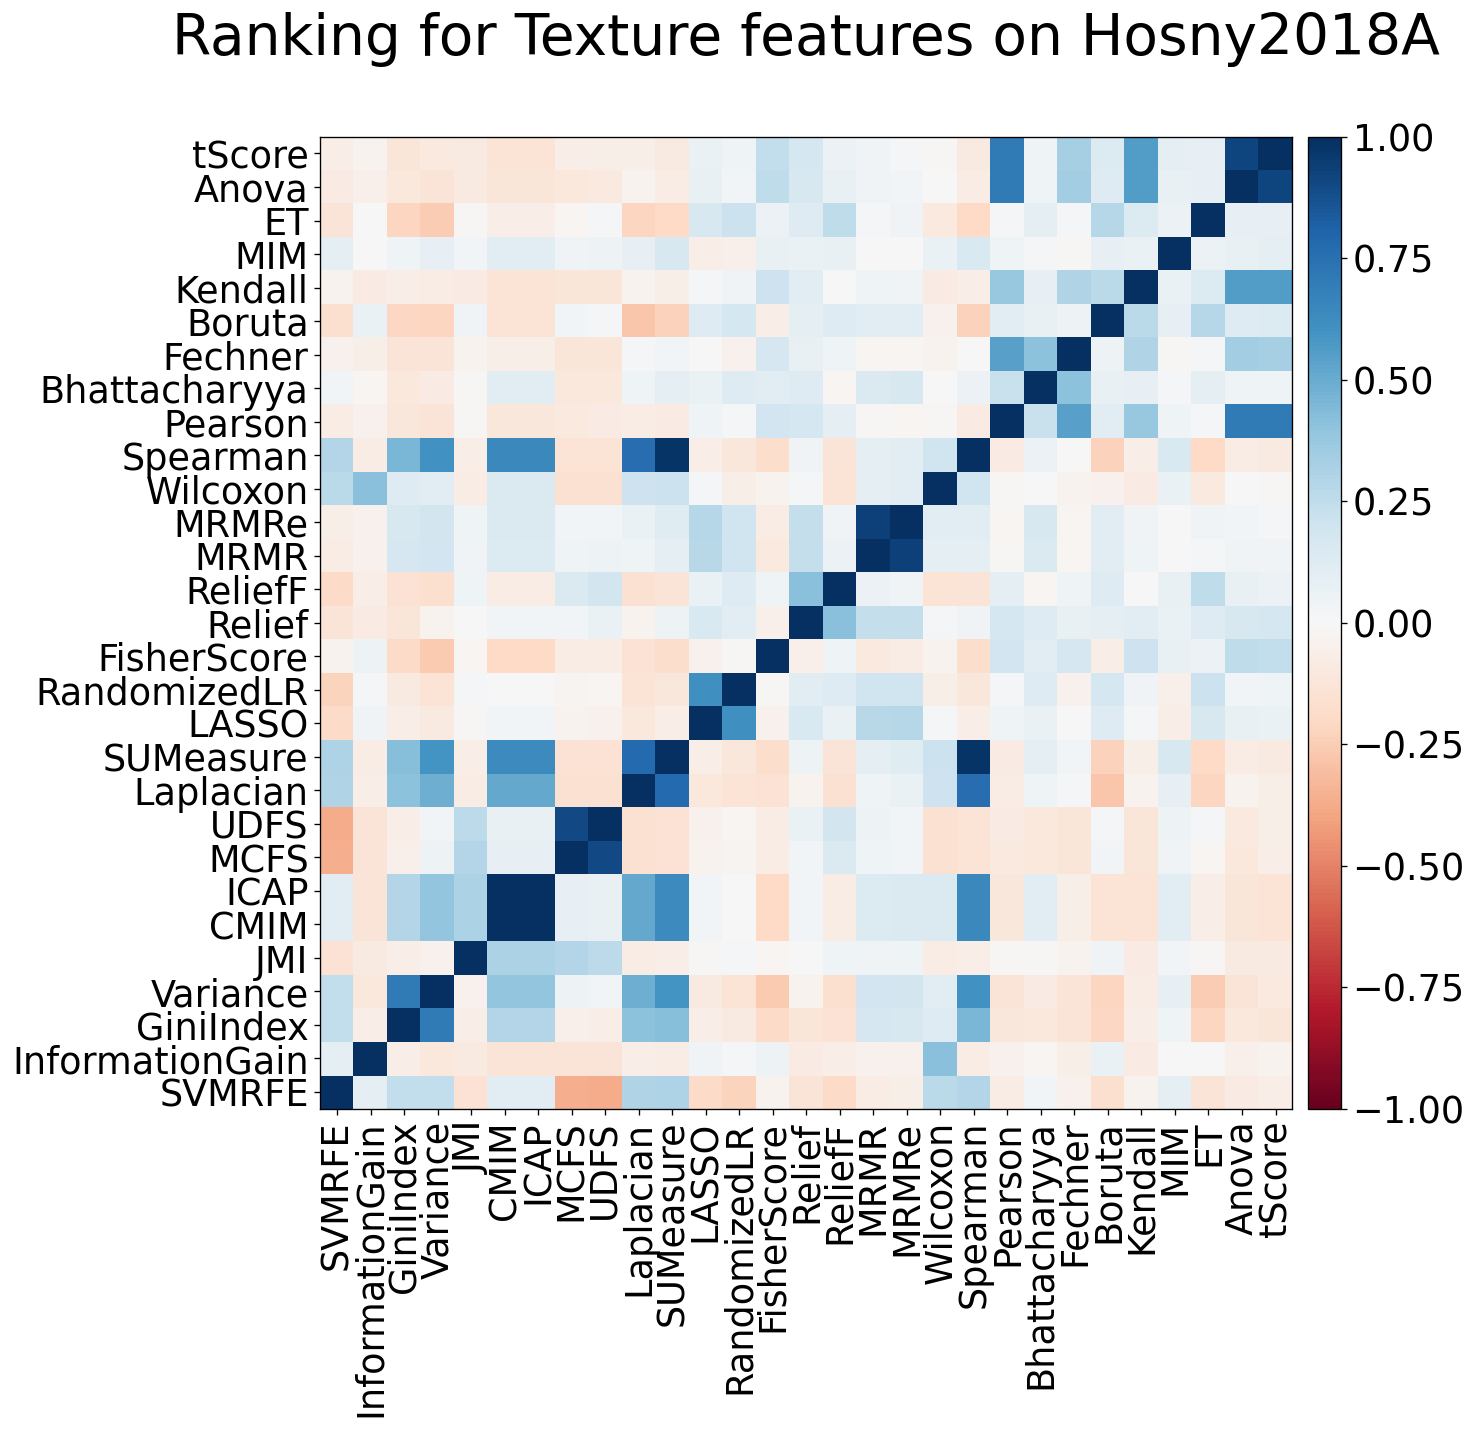 Ranking for Texture features on Hosny2018A
tScore
Anova
ET
MIM
Kendall
Boruta
Fechner
Bhattacharyya
Pearson
Spearman
Wilcoxon
MRMRe
MRMR
ReliefF
Relief
FisherScore
RandomizedLR
LASSO
SUMeasure
Laplacian
UDFS
MCFS
ICAP
CMIM
JMI
Variance
GiniIndex
InformationGain
SVMRFE
SVMRFE
InformationGain
GiniIndex
Variance
JMI
CMIM
ICAP
MCFS
UDFS
Laplacian
SUMeasure
LASSO
RandomizedLR
FisherScore
Relief
ReliefF
MRMR
MRMRe
Wilcoxon
Spearman
Pearson
Bhattacharyya
Fechner
Boruta
Kendall
MIM
ET
Anova
tScore
1.00
0.75
0.50
0.25
0.00
−0.25
−0.50
−0.75
−1.00